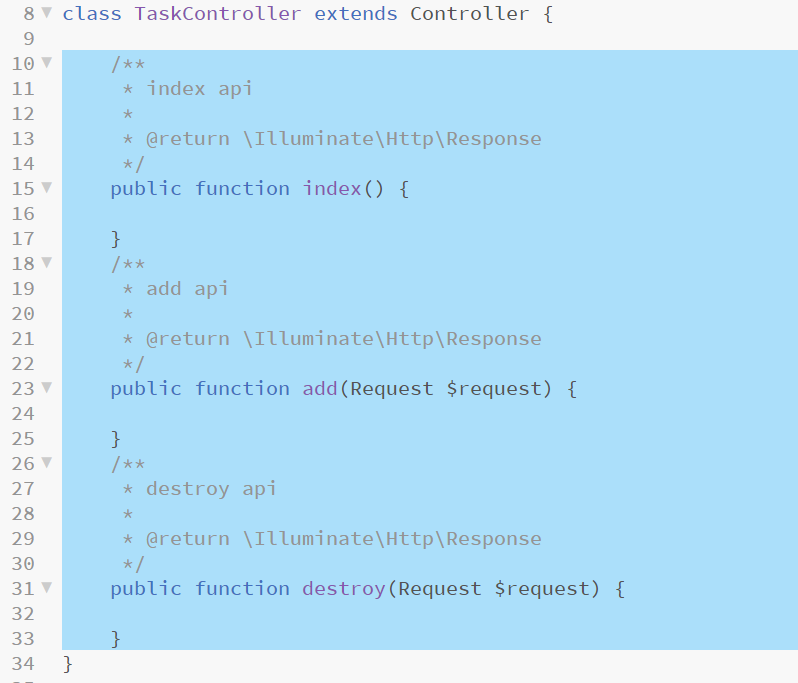 8 class TaskController extends Controller {
9
10 /**
11 * index api
12 *
13 * @return \Illuminate\Http\Response
14 */
15 public function index() {
16
17 }
18 /**
19 * add api
20 *
21 * @return \Illuminate\Http\Response
22 */
23 public function add(Request $request) {
24
25 }
26 /**
27 * destroy api
28 *
29 * @return \Illuminate\Http\Response
30 */
31 public function destroy(Request $request) {
32
33 }
34 }